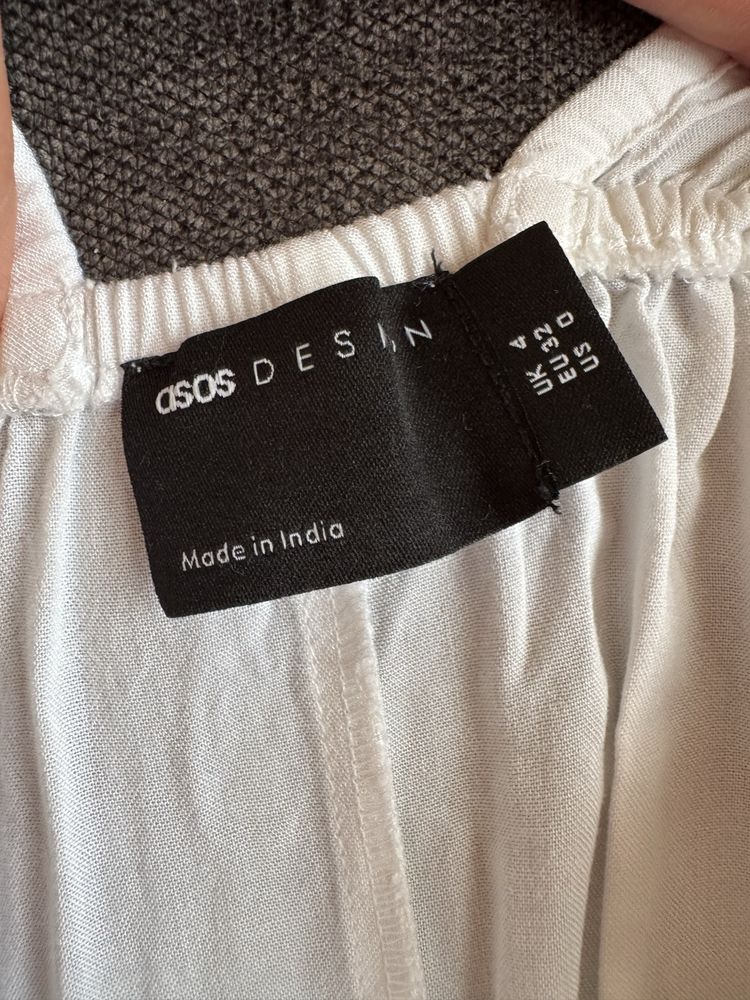 asos DESIGN
Made in India
UK 4
EU 32
US 0